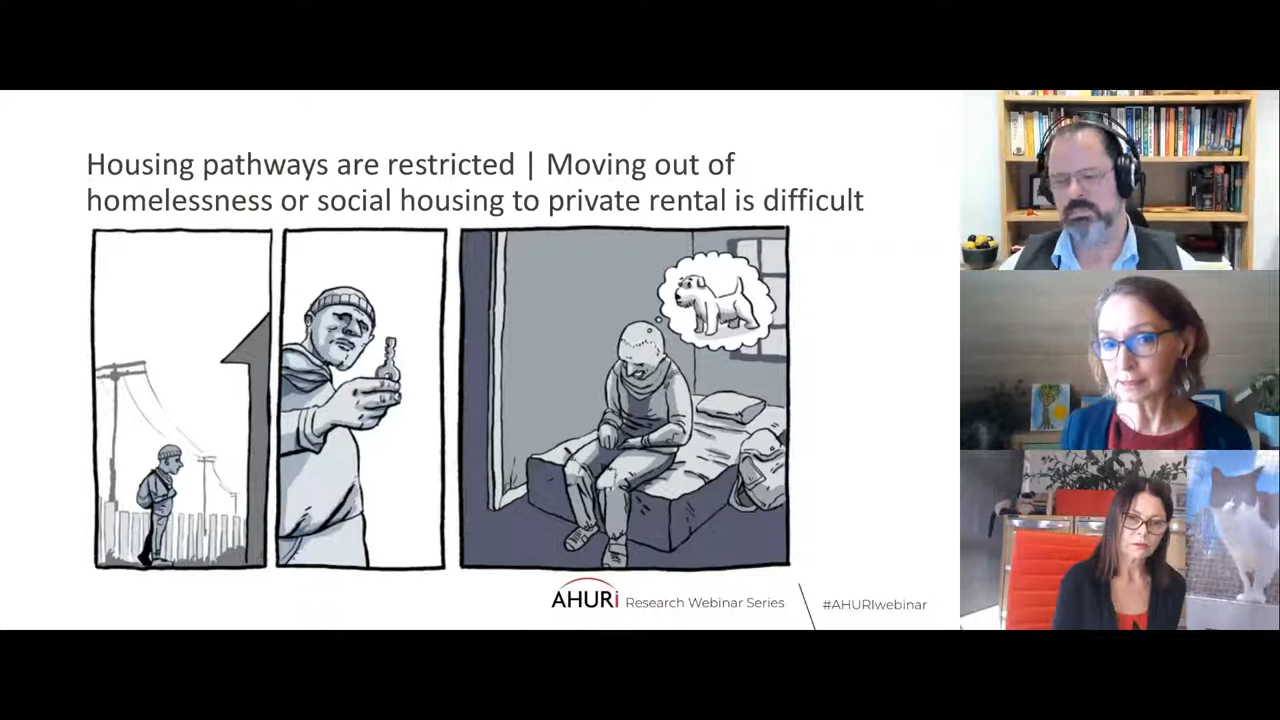 Housing pathways are restricted | Moving out of
homelessness or social housing to private rental is difficult
AHURi Research Webinar Series
#AHURIwebinar